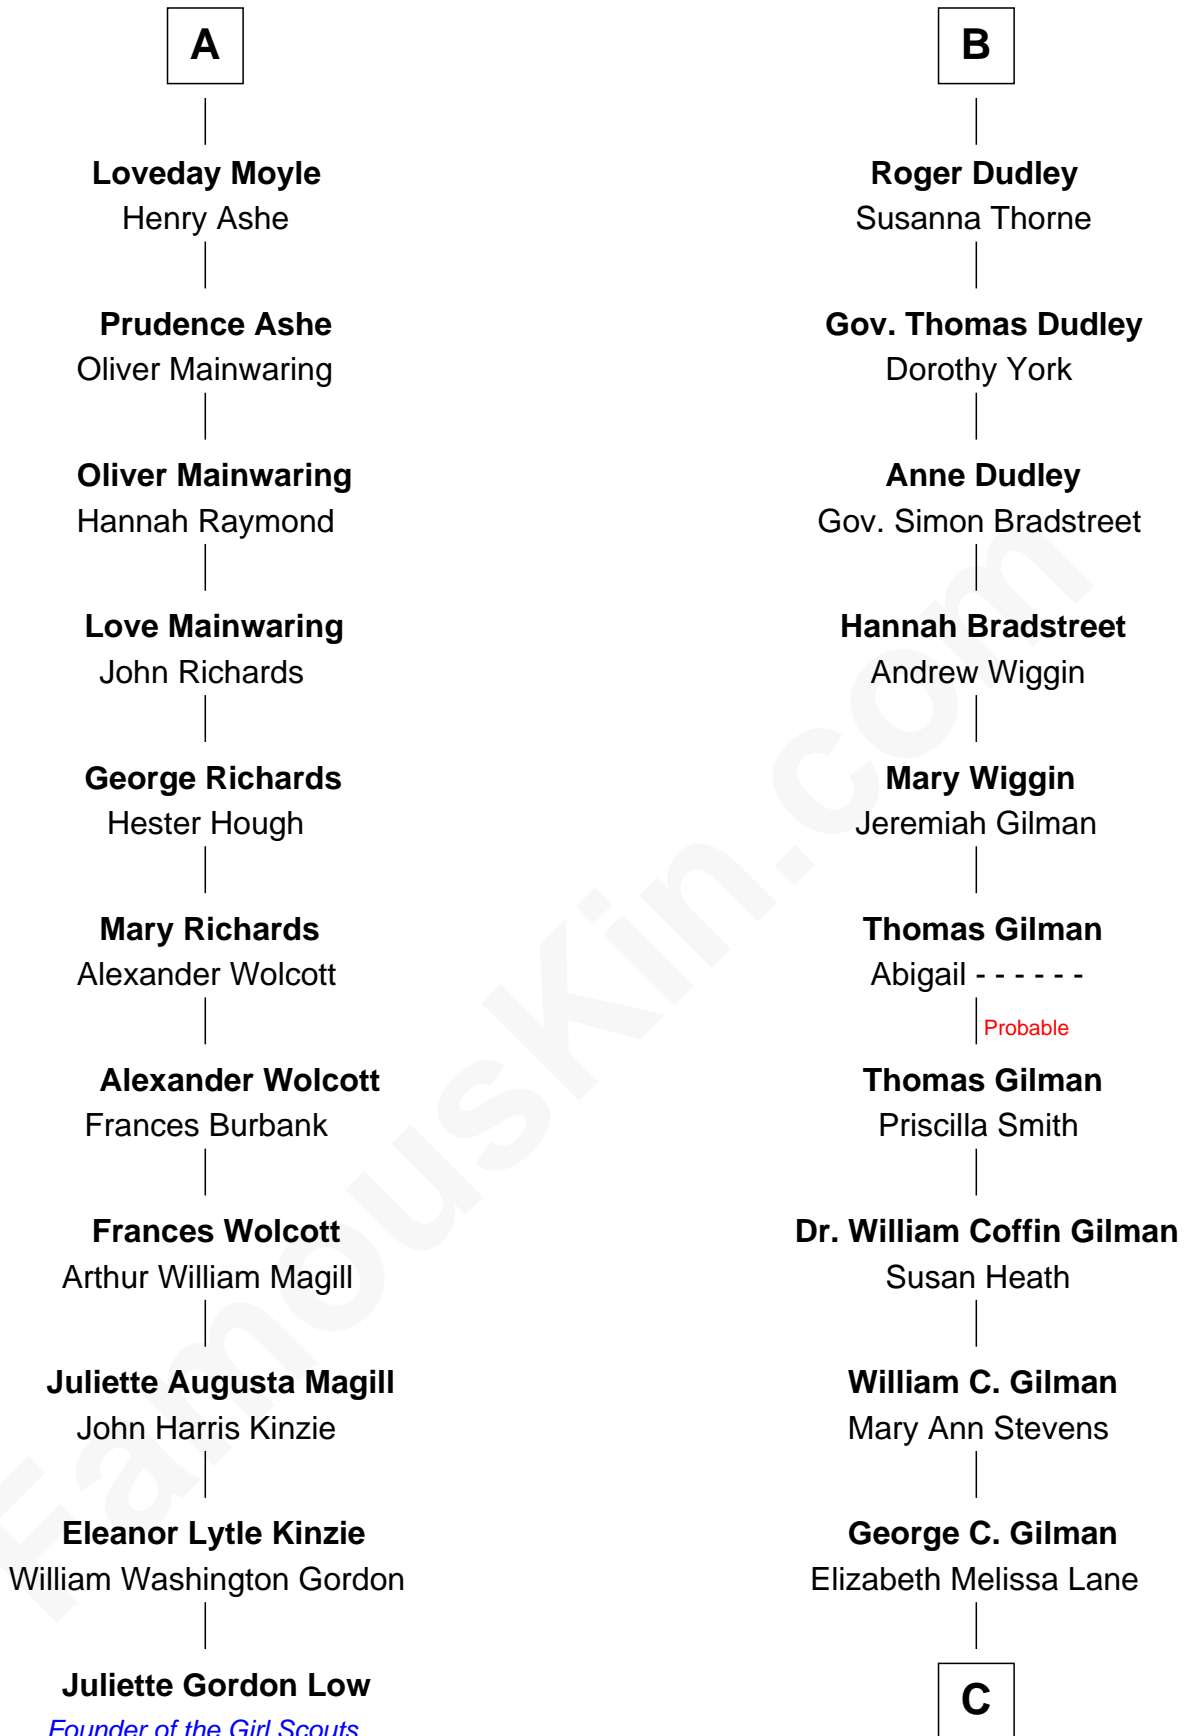 A
Loveday Moyle
Henry Ashe
Prudence Ashe
Oliver Mainwaring
Oliver Mainwaring
Hannah Raymond
Love Mainwaring
John Richards
George Richards
Hester Hough
Mary Richards
Alexander Wolcott
Alexander Wolcott
Frances Burbank
Frances Wolcott
Arthur William Magill
Juliette Augusta Magill
John Harris Kinzie
Eleanor Lytle Kinzie
William Washington Gordon
Juliette Gordon Low
Founder of the Girl Scouts
B
Roger Dudley
Susanna Thorne
Gov. Thomas Dudley
Dorothy York
Anne Dudley
Gov. Simon Bradstreet
Hannah Bradstreet
Andrew Wiggin
Mary Wiggin
Jeremiah Gilman
Thomas Gilman
Abigail - - - - - -
Probable
Thomas Gilman
Priscilla Smith
Dr. William Coffin Gilman
Susan Heath
William C. Gilman
Mary Ann Stevens
George C. Gilman
Elizabeth Melissa Lane
C
FamousKin.com